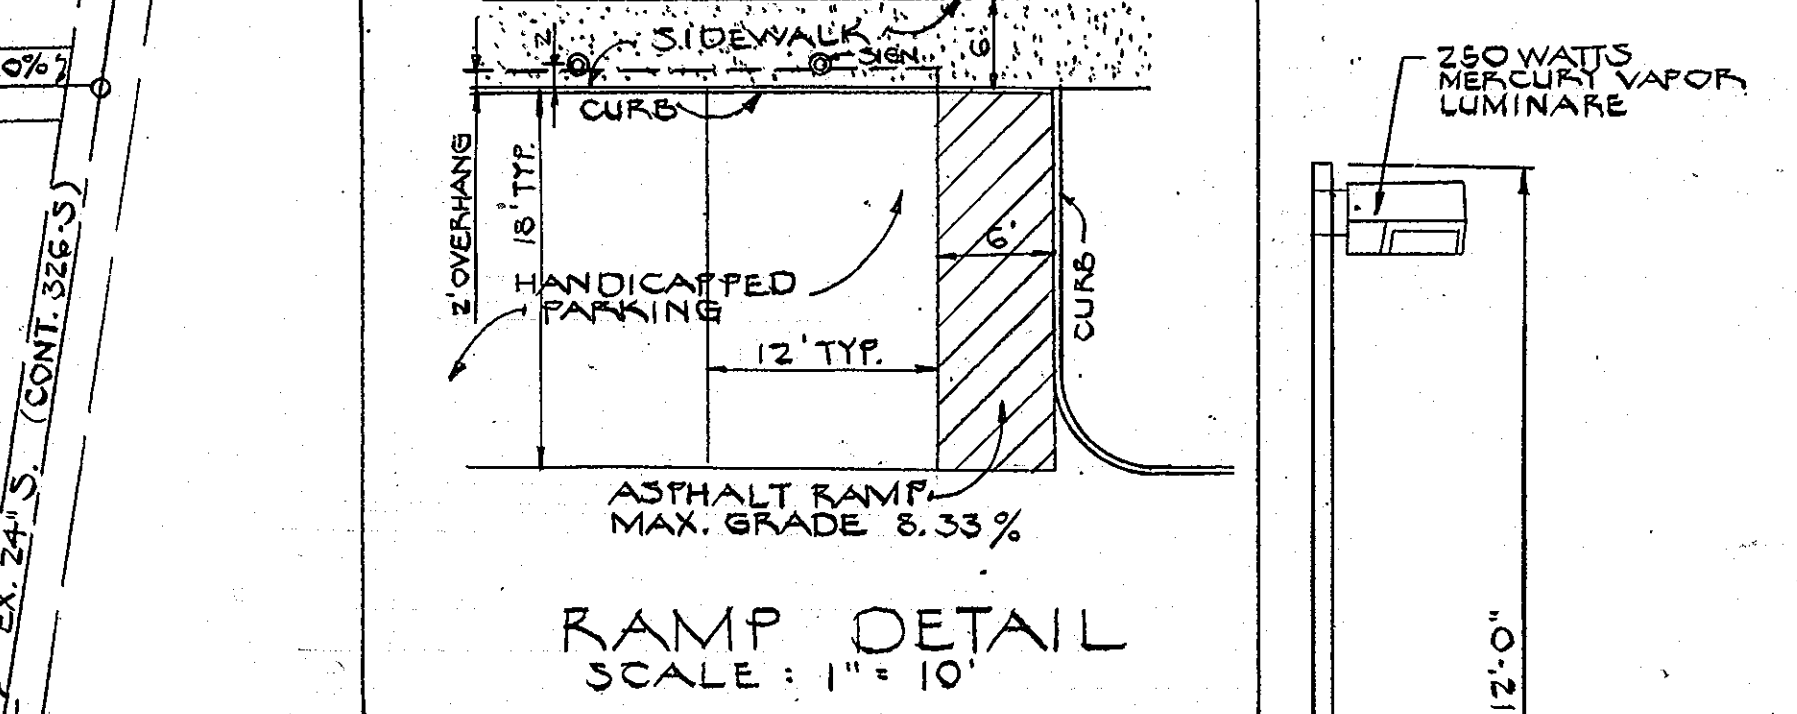 0%
EX. 24" S. (CONT. 326-S)
SIDEWALK
2'
SIGN
6'
CURB
2' OVERHANG
18' TYP.
HANDICAPPED
PARKING
12' TYP.
6'
CURB
ASPHALT RAMP
MAX. GRADE 8.33%
RAMP DETAIL
SCALE : 1" = 10'
250 WATTS
MERCURY VAPOR
LUMINARE
12'-0"